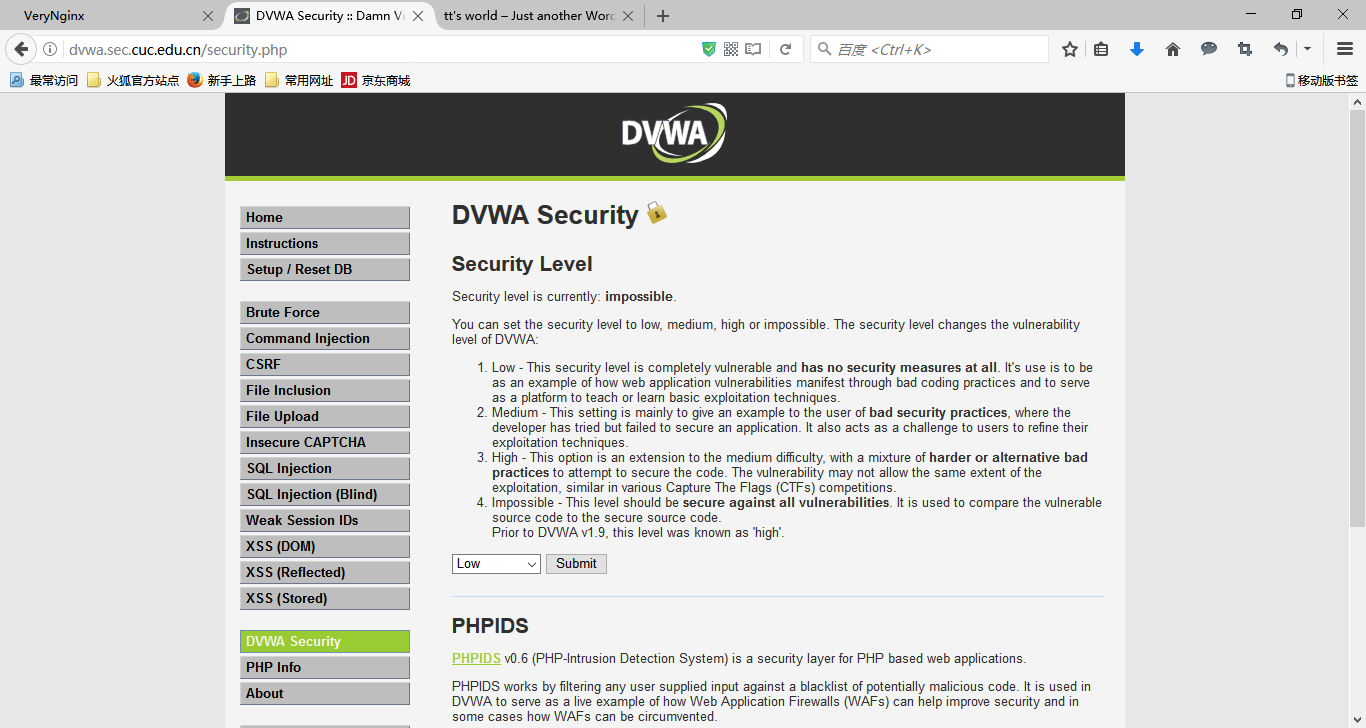 VeryNginx
DVWA Security :: Damn Vu
tt's world – Just another Word
dvwa.sec.cuc.edu.cn/security.php
百度 <Ctrl+K>
最常访问 火狐官方站点 新手上路 常用网址 JD 京东商城 移动版书签
DVWA
Home
Instructions
Setup / Reset DB
Brute Force
Command Injection
CSRF
File Inclusion
File Upload
Insecure CAPTCHA
SQL Injection
SQL Injection (Blind)
Weak Session IDs
XSS (DOM)
XSS (Reflected)
XSS (Stored)
DVWA Security
PHP Info
About
DVWA Security
Security Level
Security level is currently: impossible.
You can set the security level to low, medium, high or impossible. The security level changes the vulnerability
level of DVWA:
1. Low - This security level is completely vulnerable and has no security measures at all. It's use is to be
as an example of how web application vulnerabilities manifest through bad coding practices and to serve
as a platform to teach or learn basic exploitation techniques.
2. Medium - This setting is mainly to give an example to the user of bad security practices, where the
developer has tried but failed to secure an application. It also acts as a challenge to users to refine their
exploitation techniques.
3. High - This option is an extension to the medium difficulty, with a mixture of harder or alternative bad
practices to attempt to secure the code. The vulnerability may not allow the same extent of the
exploitation, similar in various Capture The Flags (CTFs) competitions.
4. Impossible - This level should be secure against all vulnerabilities. It is used to compare the vulnerable
source code to the secure source code.
Prior to DVWA v1.9, this level was known as 'high'.
Low Submit
PHPIDS
PHPIDS v0.6 (PHP-Intrusion Detection System) is a security layer for PHP based web applications.
PHPIDS works by filtering any user supplied input against a blacklist of potentially malicious code. It is used in
DVWA to serve as a live example of how Web Application Firewalls (WAFs) can help improve security and in
some cases how WAFs can be circumvented.